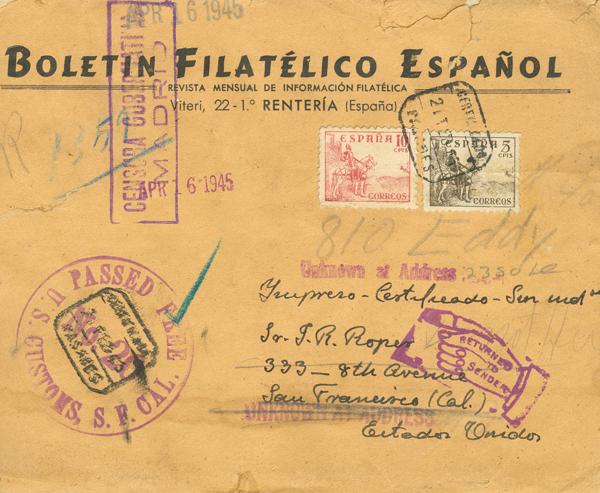 APR 16 1945
BOLETIN FILATÉLICO ESPAÑOL
REVISTA MENSUAL DE INFORMACIÓN FILATÉLICA
Viteri, 22-1.º RENTERÍA (España)
CENSURA GUBERNATIVA
MADRID
APR 16 1945
R
ESPAÑA 10 CTS
CORREOS
ESPAÑA 5 CTS
CORREOS
CERTIFICADO
PASAJES
810 Eddy
Unknown at Address
U.S. CUSTOMS, S. F. CAL.
PASSED FREE
PASAJES
Impreso - Certificado -
Sr. J. R. Roper
333 - 8th Avenue
San Francisco (Cal.)
Estados Unidos
UNKNOWN AT ADDRESS
RETURNED
TO
SENDER